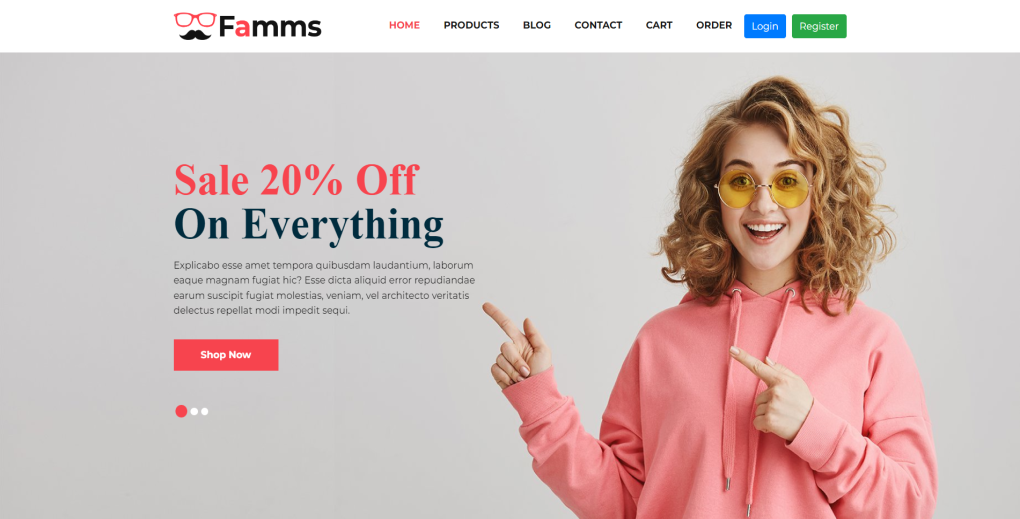 Famms
HOME PRODUCTS BLOG CONTACT CART ORDER Login Register
Sale 20% Off
On Everything
Explicabo esse amet tempora quibusdam laudantium, laborum
eaque magnam fugiat hic? Esse dicta aliquid error repudiandae
earum suscipit fugiat molestias, veniam, vel architecto veritatis
delectus repellat modi impedit sequi.
Shop Now